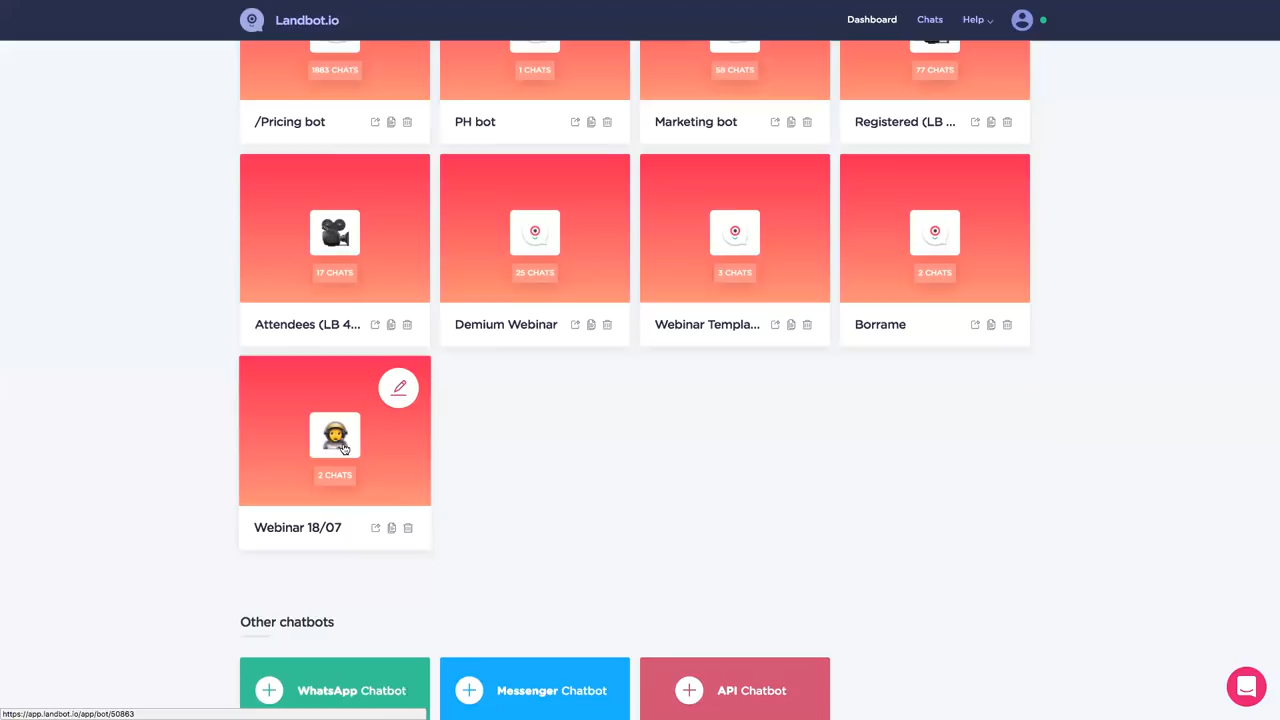 Landbot.io
Dashboard
Chats
Help
1883 CHATS
1 CHATS
58 CHATS
77 CHATS
/Pricing bot
PH bot
Marketing bot
Registered (LB ...
17 CHATS
25 CHATS
3 CHATS
2 CHATS
Attendees (LB 4...
Demium Webinar
Webinar Templa...
Borrame
2 CHATS
Webinar 18/07
Other chatbots
WhatsApp Chatbot
Messenger Chatbot
API Chatbot
https://app.landbot.io/app/bot/50863